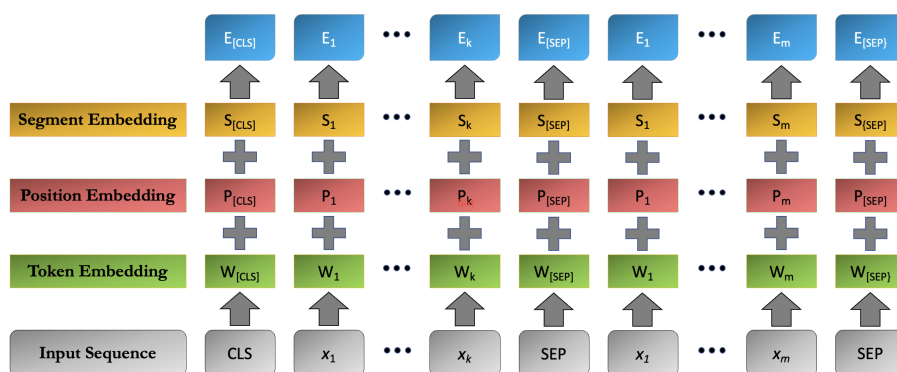 E[CLS] E1 ••• Ek E[SEP] E1 ••• Em E[SEP}
Segment Embedding S[CLS] S1 Sk S[SEP] S1 Sm S{SEP]
Position Embedding P[CLS] P1 ••• Pk P[SEP] P1 ••• Pm P[SEP]
Token Embedding W[CLS] W1 ••• Wk W[SEP] W1 ••• Wm W[SEP}
Input Sequence CLS x1 ••• xk SEP x1 ••• xm SEP